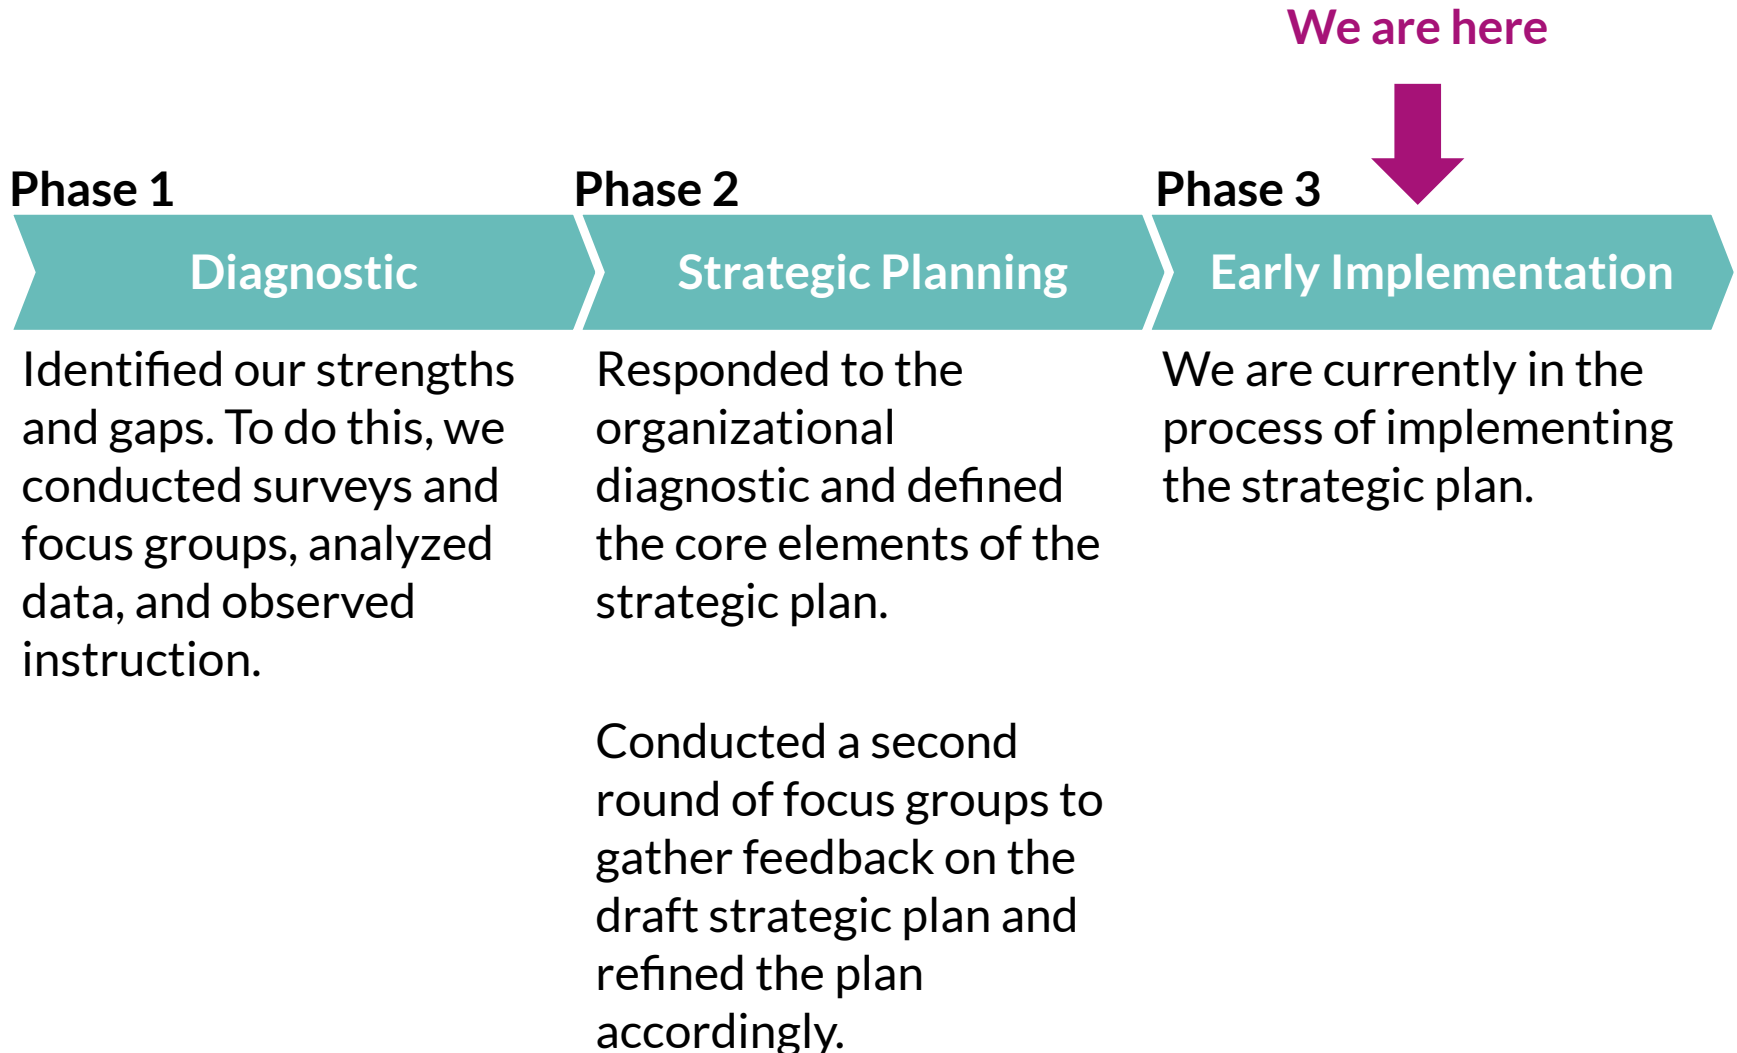 We are here
Phase 1
Diagnostic
Identified our strengths
and gaps. To do this, we
conducted surveys and
focus groups, analyzed
data, and observed
instruction.
Phase 2
Strategic Planning
Responded to the
organizational
diagnostic and defined
the core elements of the
strategic plan.
Conducted a second
round of focus groups to
gather feedback on the
draft strategic plan and
refined the plan
accordingly.
Phase 3
Early Implementation
We are currently in the
process of implementing
the strategic plan.